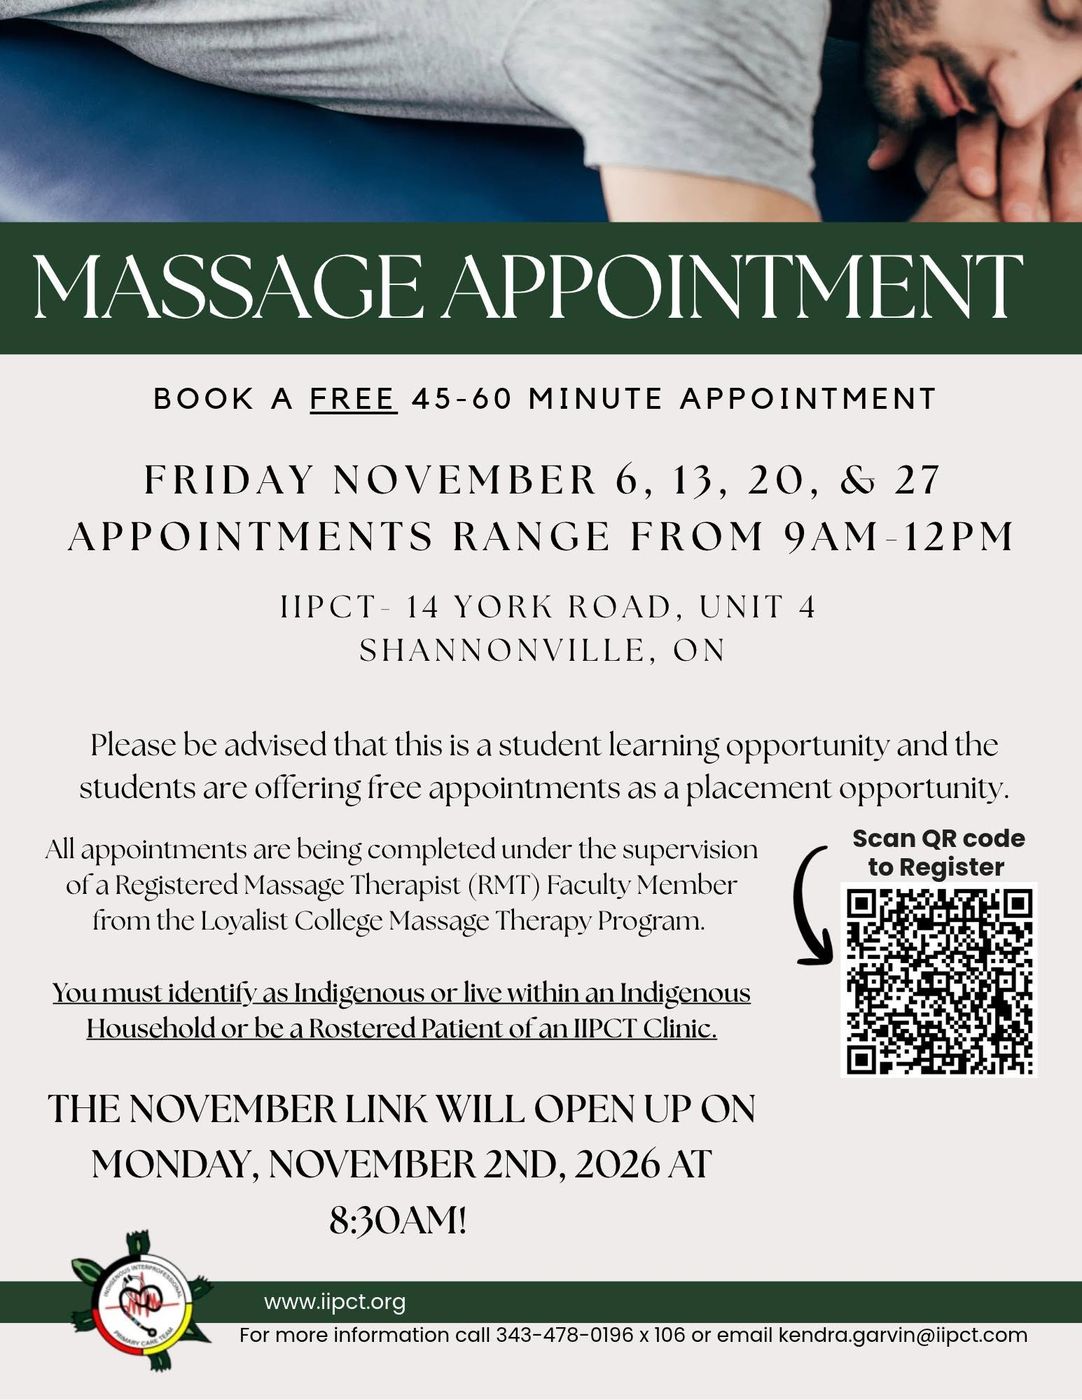 MASSAGE APPOINTMENT
BOOK A FREE 45-60 MINUTE APPOINTMENT
FRIDAY NOVEMBER 6, 13, 20, & 27
APPOINTMENTS RANGE FROM 9AM-12PM
IIPCT- 14 YORK ROAD, UNIT 4
SHANNONVILLE, ON
Please be advised that this is a student learning opportunity and the
students are offering free appointments as a placement opportunity.
All appointments are being completed under the supervision
of a Registered Massage Therapist (RMT) Faculty Member
from the Loyalist College Massage Therapy Program.
Scan QR code
to Register
You must identify as Indigenous or live within an Indigenous
Household or be a Rostered Patient of an IIPCT Clinic.
THE NOVEMBER LINK WILL OPEN UP ON
MONDAY, NOVEMBER 2ND, 2026 AT
8:30AM!
INDIGENOUS INTERPROFESSIONAL
PRIMARY CARE TEAM
www.iipct.org
For more information call 343-478-0196 x 106 or email kendra.garvin@iipct.com